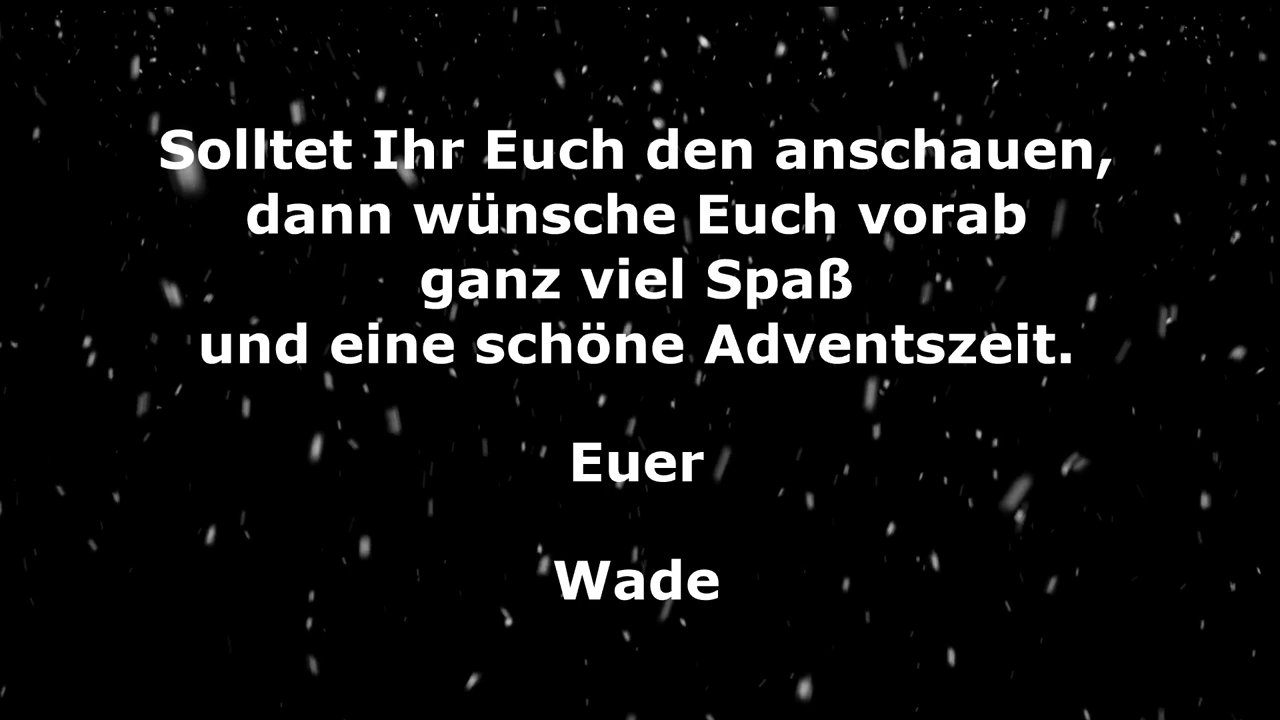 Solltet Ihr Euch den anschauen,
dann wünsche Euch vorab
ganz viel Spaß
und eine schöne Adventszeit.
Euer
Wade